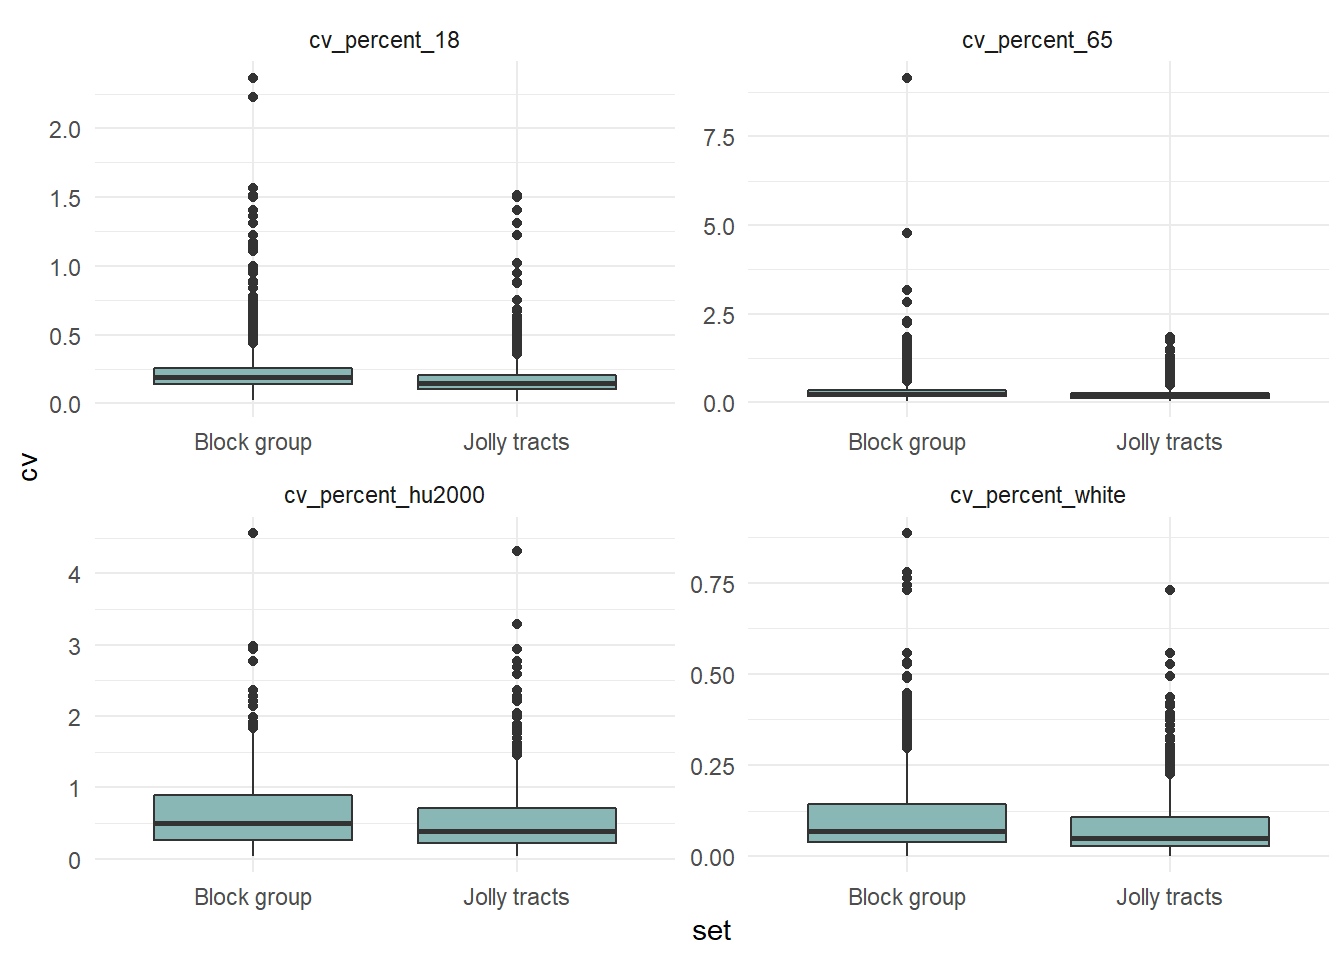 cv_percent_18
cv_percent_65
2.0
1.5
1.0
0.5
0.0
7.5
5.0
2.5
0.0
Block group
Jolly tracts
Block group
Jolly tracts
cv
cv_percent_hu2000
cv_percent_white
4
3
2
1
0
0.75
0.50
0.25
0.00
Block group
Jolly tracts
Block group
Jolly tracts
set